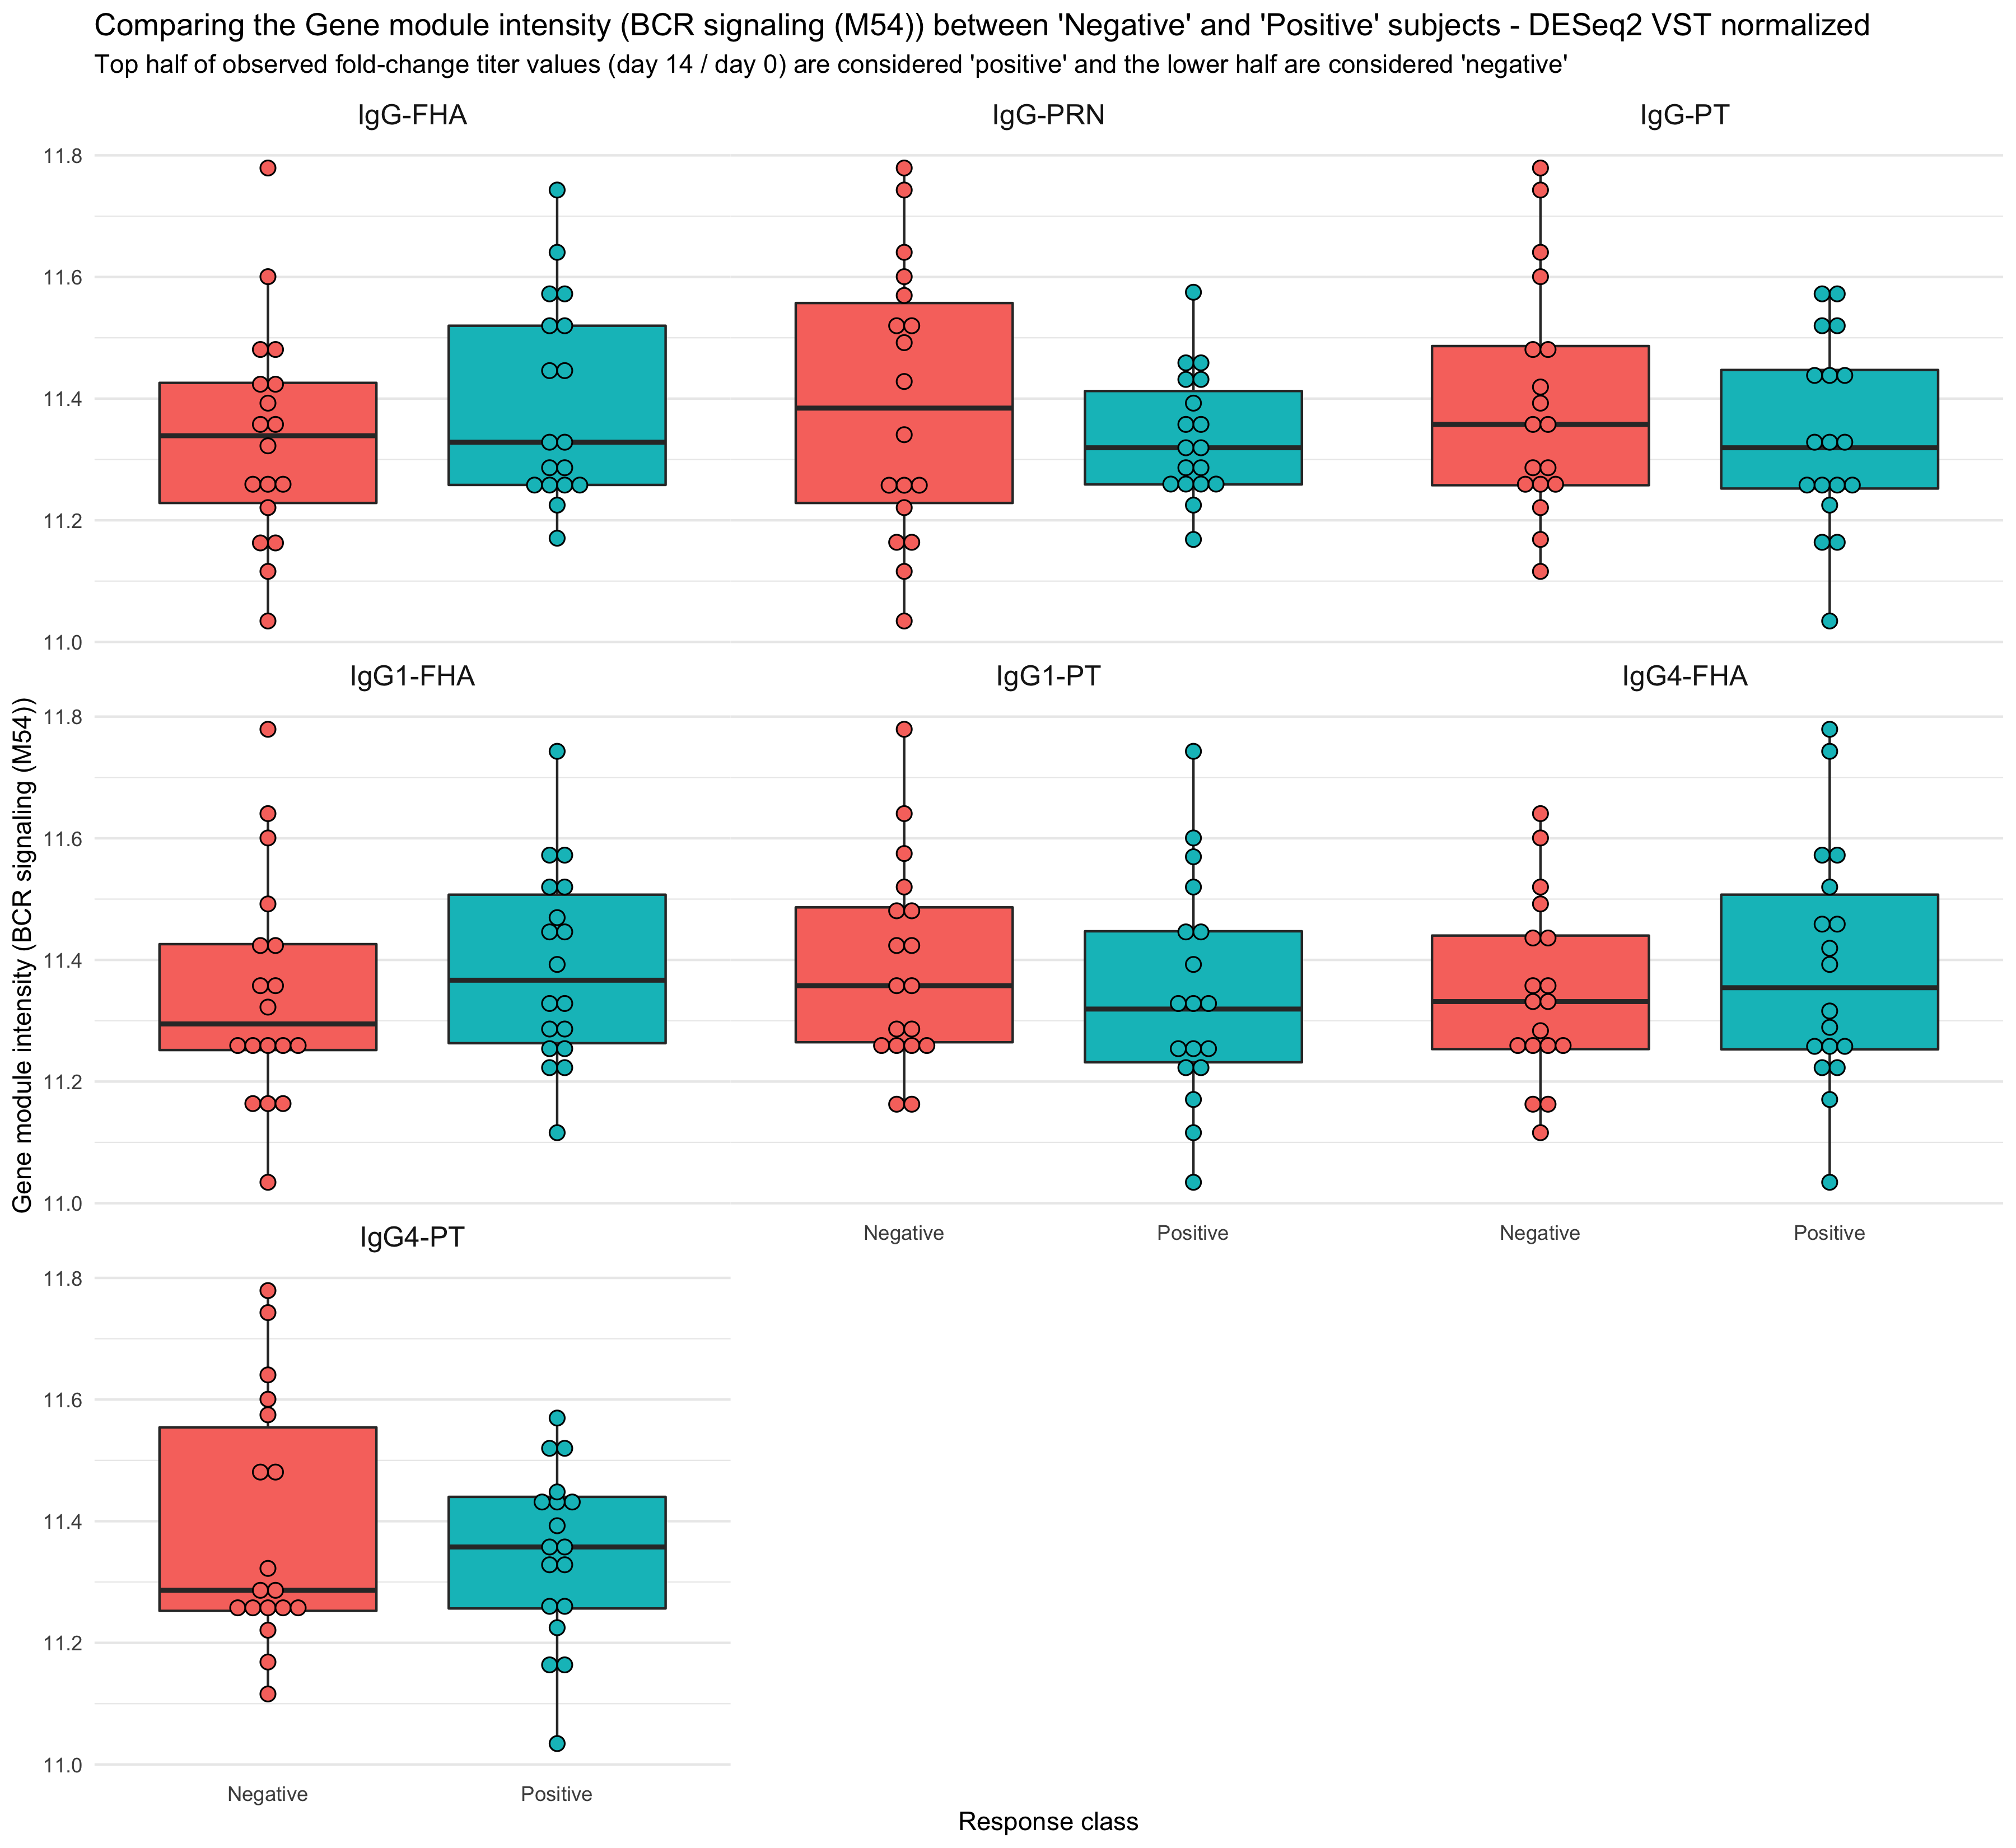 Comparing the Gene module intensity (BCR signaling (M54)) between 'Negative' and 'Positive' subjects - DESeq2 VST normalized
Top half of observed fold-change titer values (day 14 / day 0) are considered 'positive' and the lower half are considered 'negative'
IgG-FHA IgG-PRN IgG-PT
11.8
11.6
11.4
11.2
11.0
IgG1-FHA IgG1-PT IgG4-FHA
Gene module intensity (BCR signaling (M54))
11.8
11.6
11.4
11.2
11.0
Negative Positive Negative Positive
IgG4-PT
11.8
11.6
11.4
11.2
11.0
Negative Positive
Response class